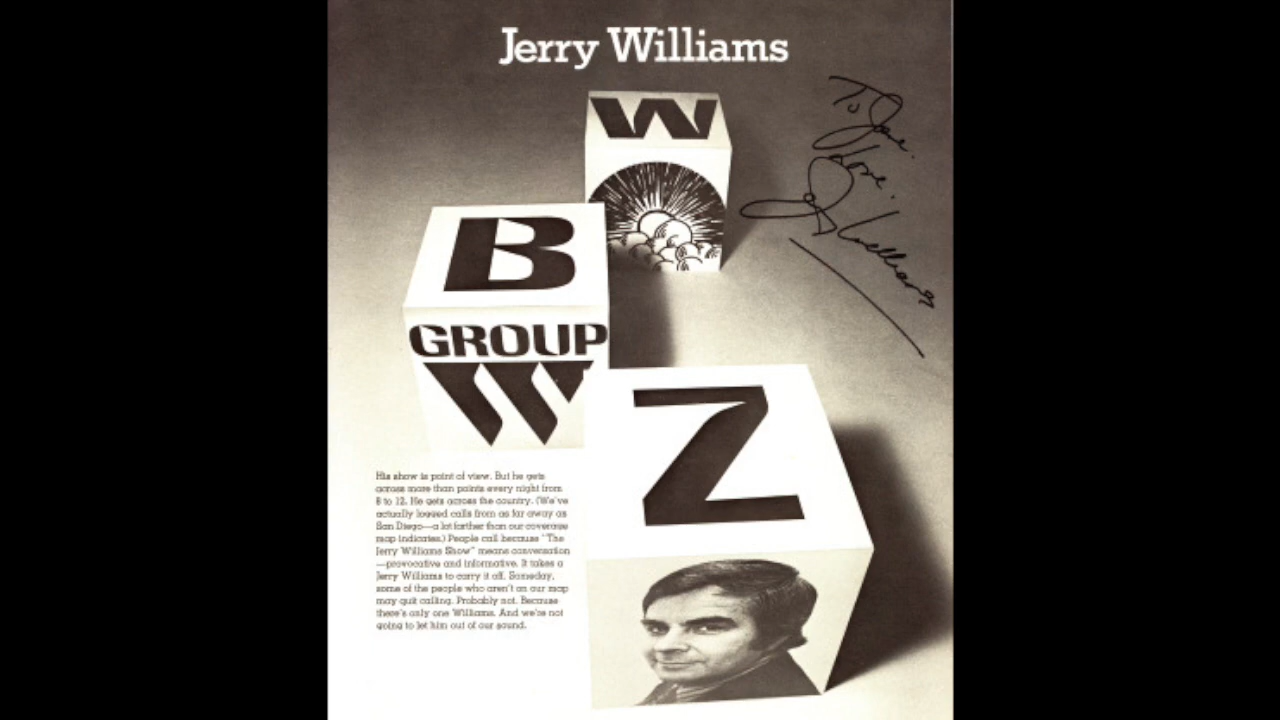 Jerry Williams
W
To Jane.
Love.
Jerry Williams
B
GROUP
W
Z
His show is point of view. But he gets
across more than points every night from
8 to 12. He gets across the country. (We've
actually logged calls from as far away as
San Diego—a lot farther than our coverage
map indicates.) People call because "The
Jerry Williams Show" means conversation
—provocative and informative. It takes a
Jerry Williams to carry it off. Someday,
some of the people who aren't on our map
may quit calling. Probably not. Because
there's only one Williams. And we're not
going to let him out of our sound.